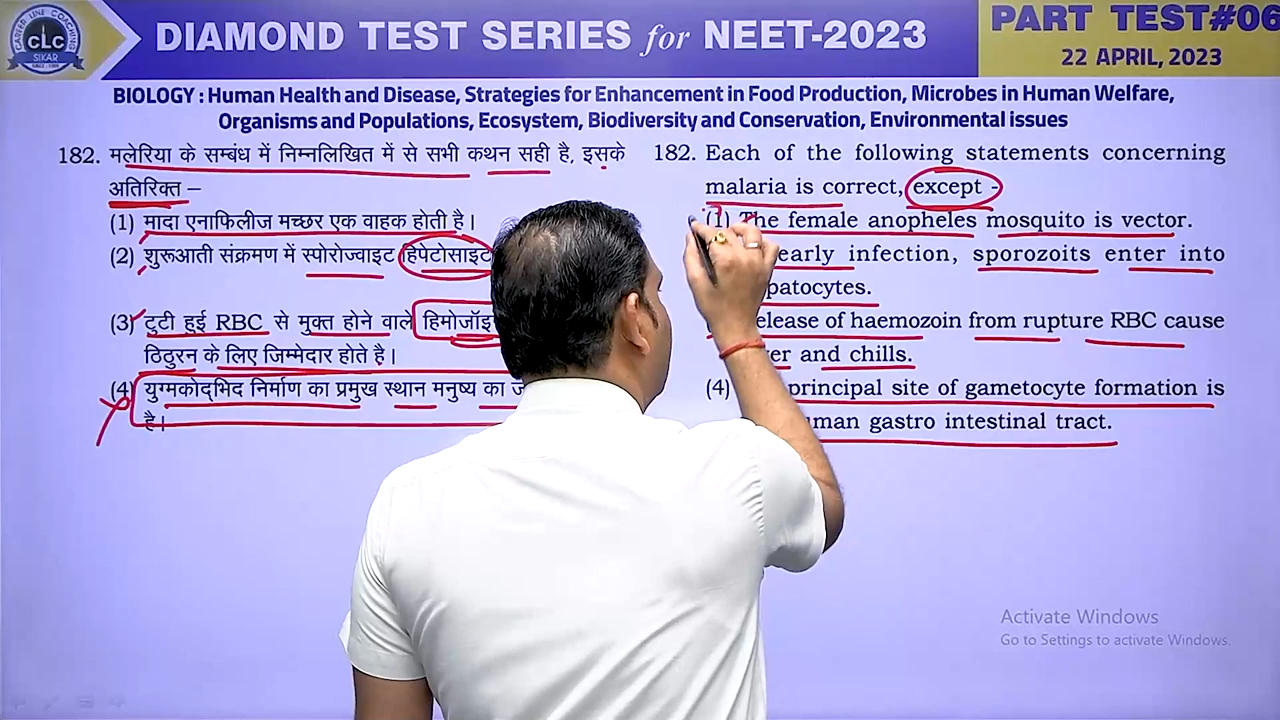 CAREER LINE COACHING
CLC
SIKAR
DIAMOND TEST SERIES for NEET-2023
PART TEST#06
22 APRIL, 2023
BIOLOGY : Human Health and Disease, Strategies for Enhancement in Food Production, Microbes in Human Welfare,
Organisms and Populations, Ecosystem, Biodiversity and Conservation, Environmental issues
182. मलेरिया के सम्बंध में निम्नलिखित में से सभी कथन सही है, इसके
अतिरिक्त –
(1) मादा एनाफिलीज मच्छर एक वाहक होती है।
(2) शुरूआती संक्रमण में स्पोरोज्वाइट हिपेटोसाइट
(3) टुटी हुई RBC से मुक्त होने वाले
ठिठुरन के लिए जिम्मेदार होते है।
(4) युग्मकोद्भिद निर्माण का प्रमुख स्थान मनुष्य का
है।
182. Each of the following statements concerning
malaria is correct, except -
(1) The female anopheles mosquito is vector.
early infection, sporozoits enter into
(3) elease of haemozoin from rupture RBC cause
and chills.
(4) principal site of gametocyte formation is
gastro intestinal tract.
Activate Windows
Go to Settings to activate Windows.